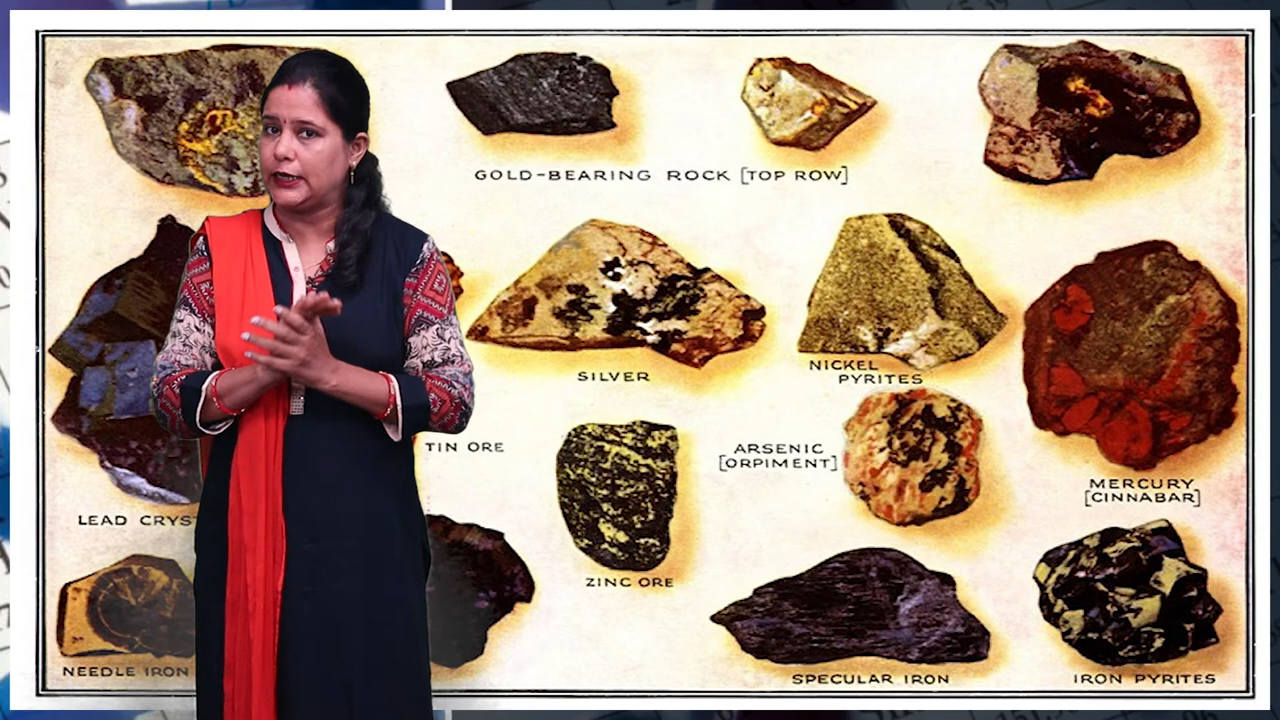 GOLD-BEARING ROCK [TOP ROW]
SILVER
NICKEL
PYRITES
TIN ORE
ARSENIC
[ORPIMENT]
MERCURY
[CINNABAR]
LEAD
ZINC ORE
NEEDLE IRON
SPECULAR IRON
IRON PYRITES